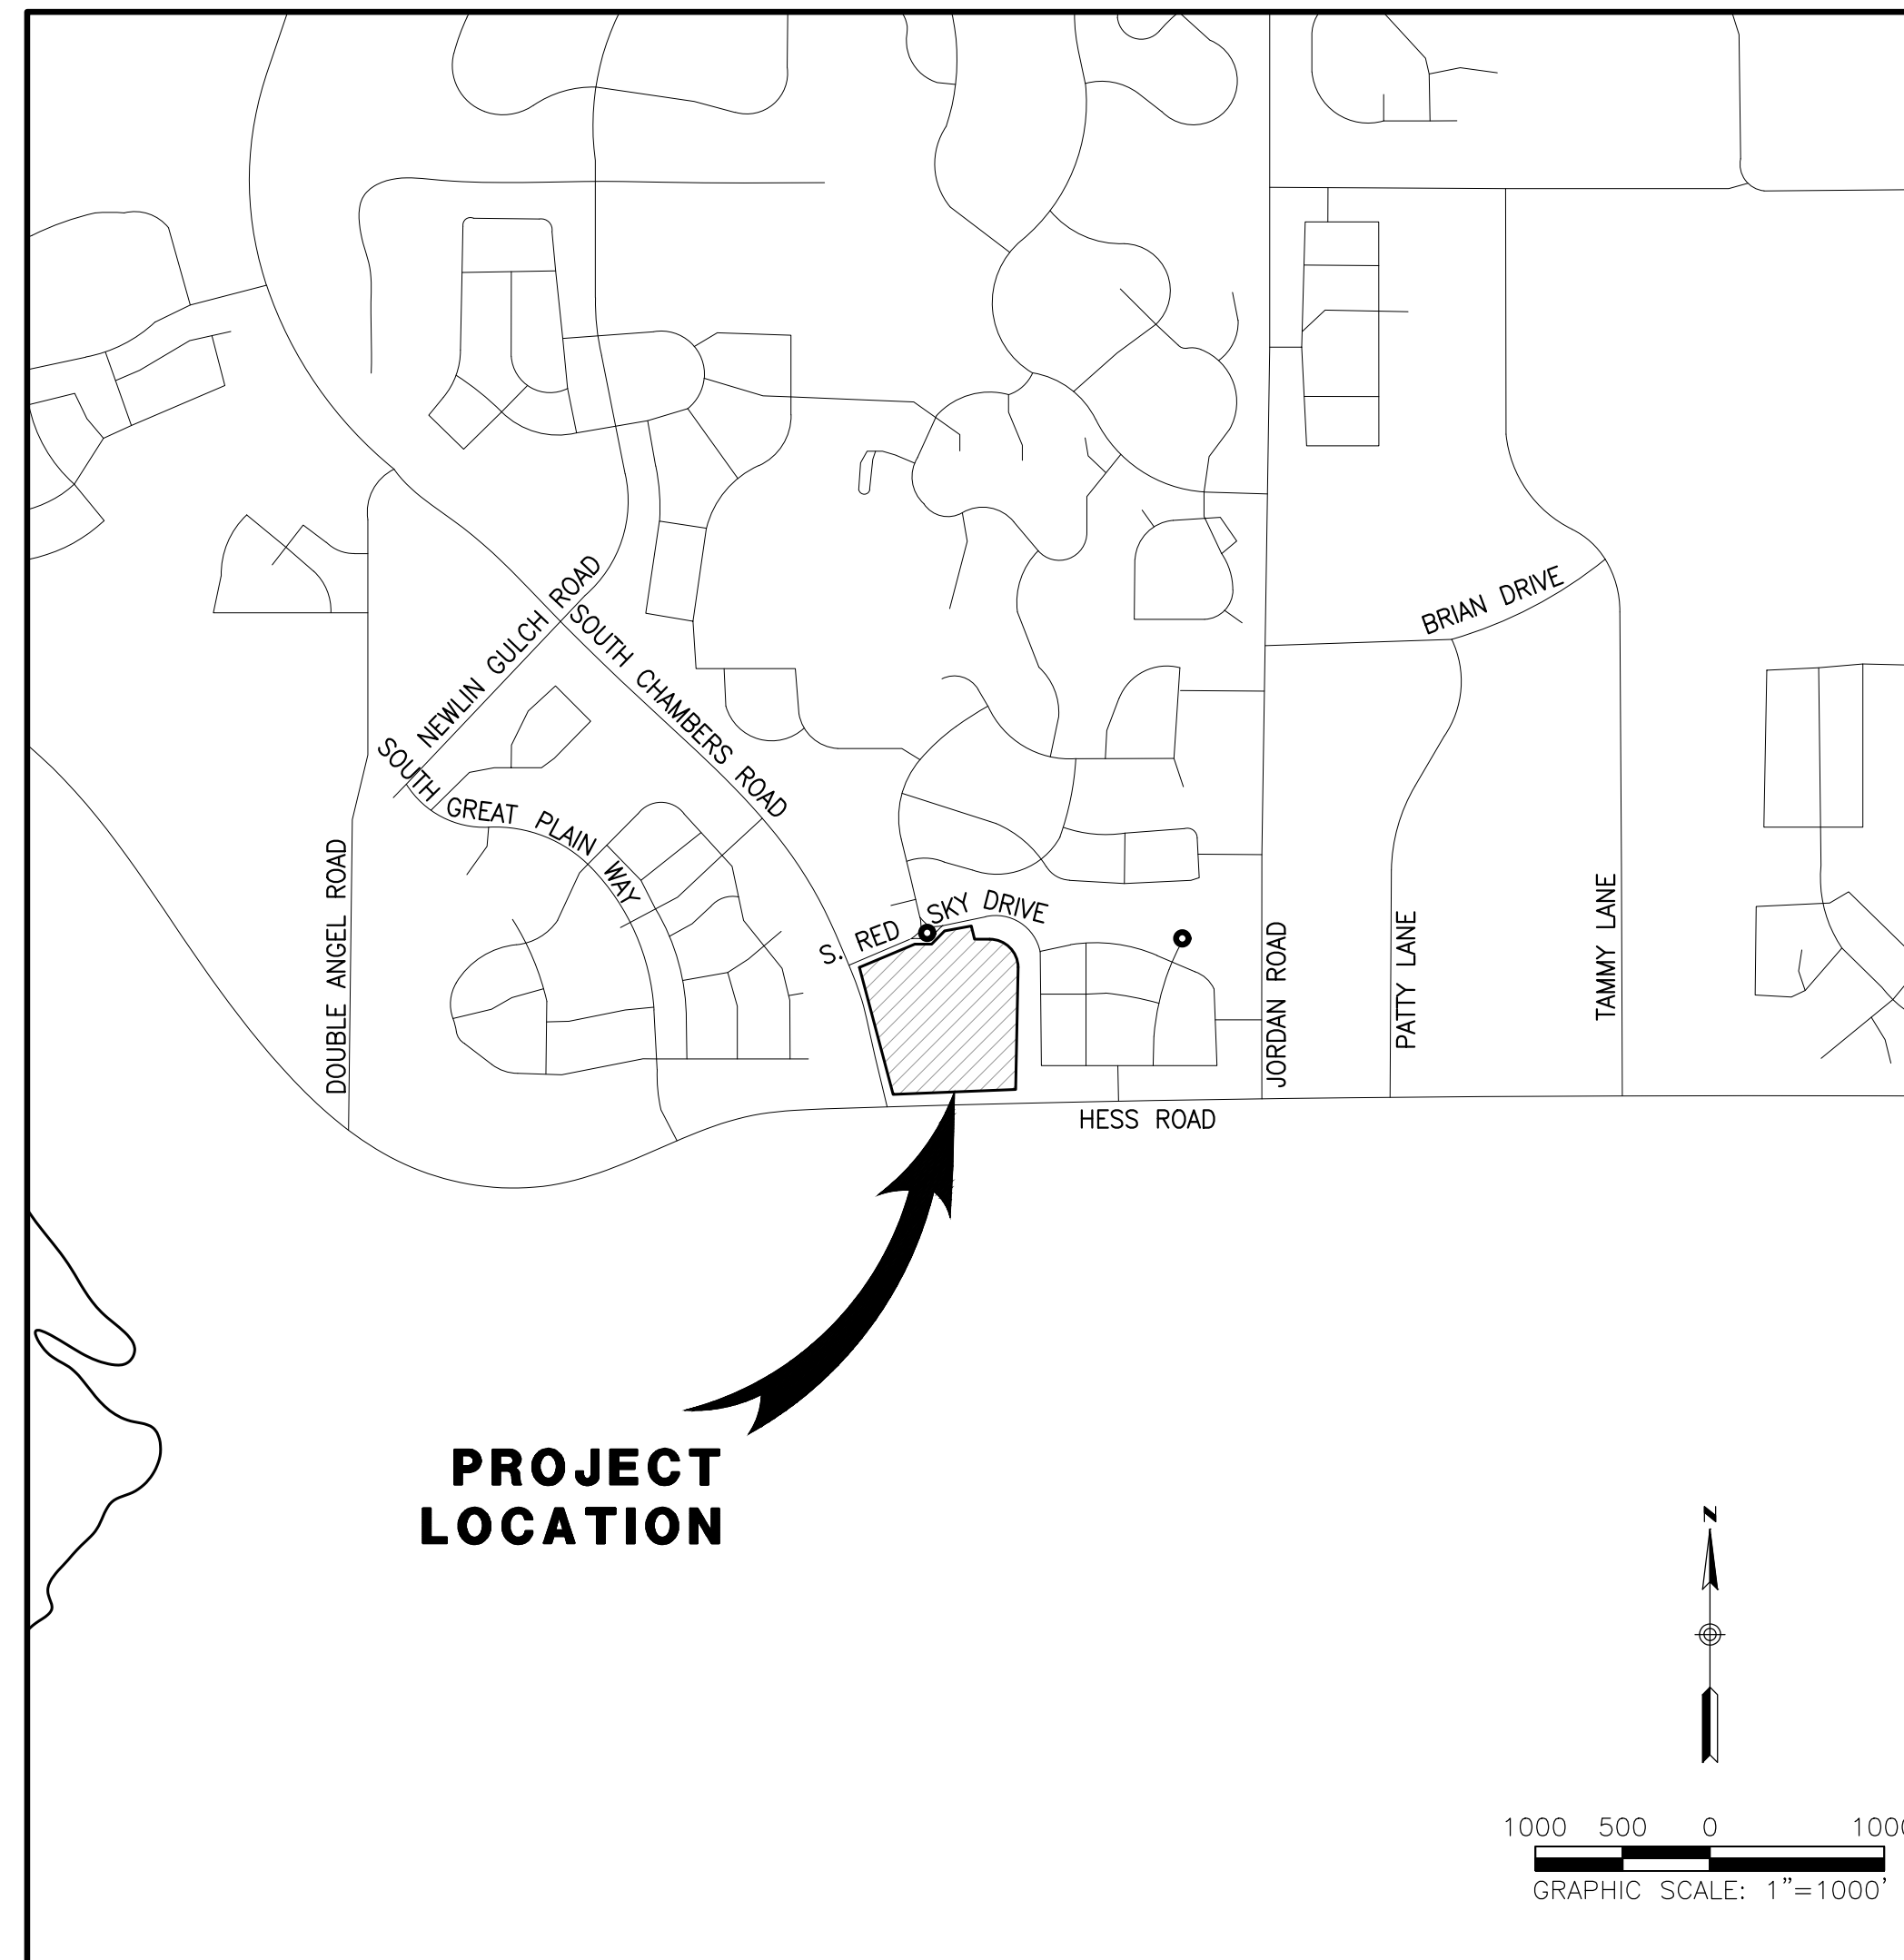 NEWLIN GULCH ROAD
SOUTH CHAMBERS ROAD
SOUTH GREAT PLAIN WAY
BRIAN DRIVE
DOUBLE ANGEL ROAD
S. RED SKY DRIVE
JORDAN ROAD
PATTY LANE
TAMMY LANE
HESS ROAD
PROJECT
LOCATION
N
1000 500 0 1000
GRAPHIC SCALE: 1"=1000'